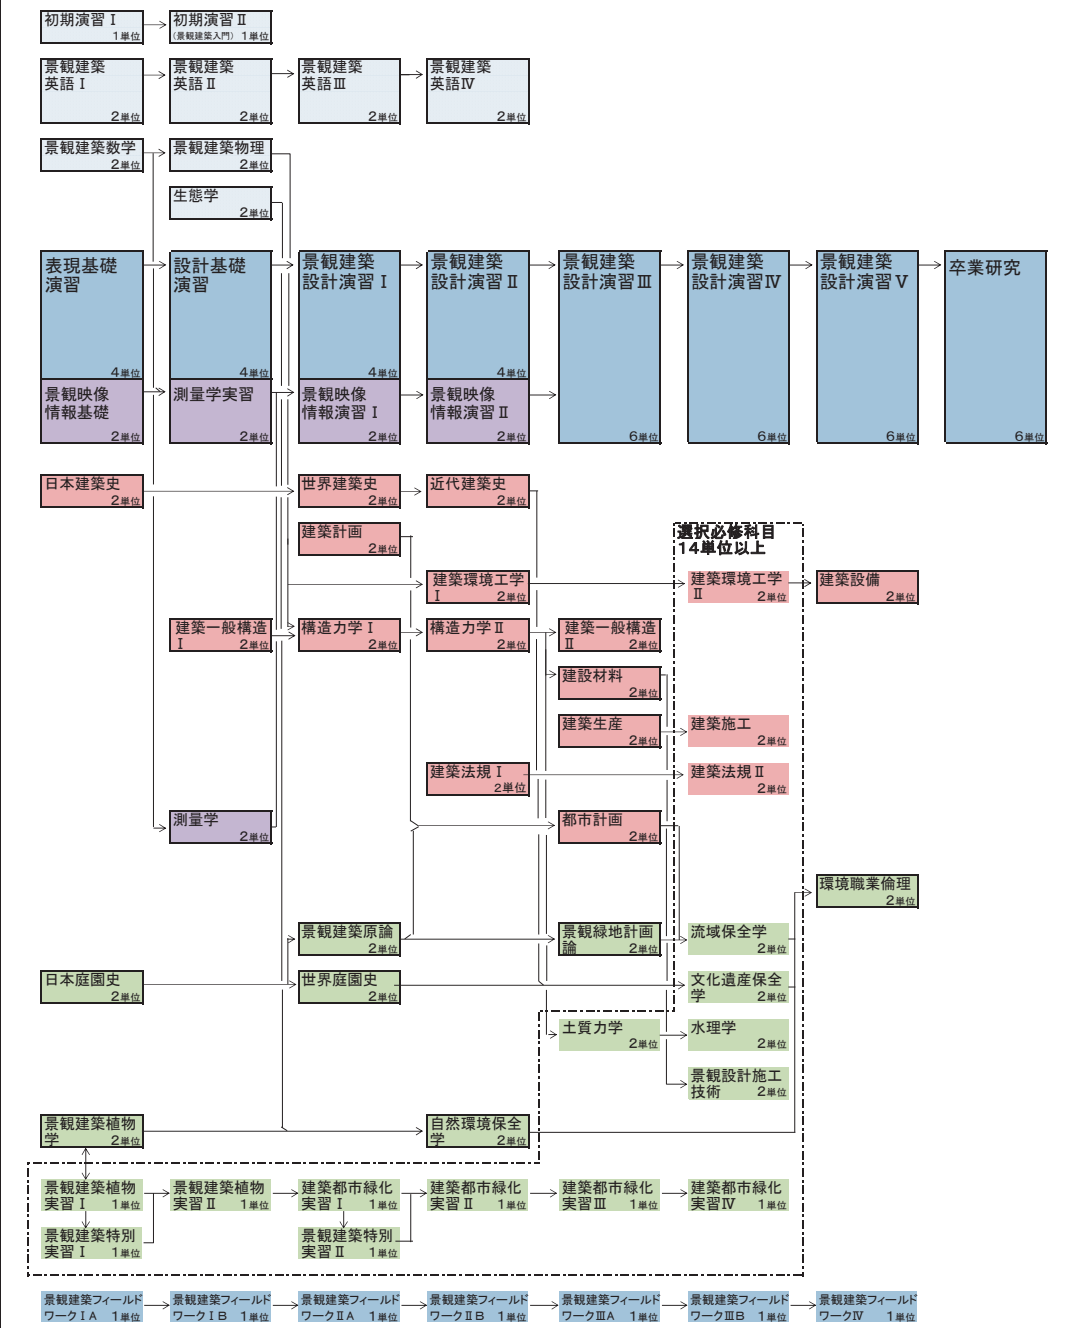 初期演習Ⅰ
1単位
初期演習Ⅱ
(景観建築入門) 1単位
景観建築
英語Ⅰ
2単位
景観建築
英語Ⅱ
2単位
景観建築
英語Ⅲ
2単位
景観建築
英語Ⅳ
2単位
景観建築数学
2単位
景観建築物理
2単位
生態学
2単位
表現基礎
演習
4単位
設計基礎
演習
4単位
景観建築
設計演習Ⅰ
4単位
景観建築
設計演習Ⅱ
4単位
景観建築
設計演習Ⅲ
6単位
景観建築
設計演習Ⅳ
6単位
景観建築
設計演習Ⅴ
6単位
卒業研究
6単位
景観映像
情報基礎
2単位
測量学実習
2単位
景観映像
情報演習Ⅰ
2単位
景観映像
情報演習Ⅱ
2単位
日本建築史
2単位
世界建築史
2単位
近代建築史
2単位
建築計画
2単位
選択必修科目
14単位以上
建築環境工学
Ⅰ 2単位
建築環境工学
Ⅱ 2単位
建築設備
2単位
建築一般構造
Ⅰ 2単位
構造力学Ⅰ
2単位
構造力学Ⅱ
2単位
建築一般構造
Ⅱ 2単位
建設材料
2単位
建築生産
2単位
建築施工
2単位
建築法規Ⅰ
2単位
建築法規Ⅱ
2単位
測量学
2単位
都市計画
2単位
環境職業倫理
2単位
景観建築原論
2単位
景観緑地計画
論 2単位
流域保全学
2単位
日本庭園史
2単位
世界庭園史
2単位
文化遺産保全
学 2単位
土質力学
2単位
水理学
2単位
景観設計施工
技術 2単位
景観建築植物
学 2単位
自然環境保全
学 2単位
景観建築植物
実習Ⅰ 1単位
景観建築植物
実習Ⅱ 1単位
建築都市緑化
実習Ⅰ 1単位
建築都市緑化
実習Ⅱ 1単位
建築都市緑化
実習Ⅲ 1単位
建築都市緑化
実習Ⅳ 1単位
景観建築特別
実習Ⅰ 1単位
景観建築特別
実習Ⅱ 1単位
景観建築フィールド
ワークⅠA 1単位
景観建築フィールド
ワークⅠB 1単位
景観建築フィールド
ワークⅡA 1単位
景観建築フィールド
ワークⅡB 1単位
景観建築フィールド
ワークⅢA 1単位
景観建築フィールド
ワークⅢB 1単位
景観建築フィールド
ワークⅣ 1単位